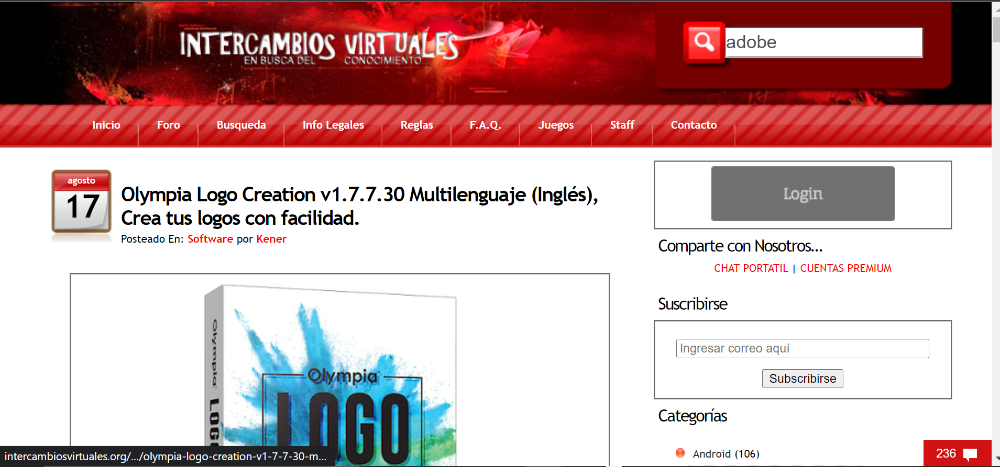 INTERCAMBIOS VIRTUALES
EN BUSCA DEL CONOCIMIENTO...
adobe
Inicio
Foro
Busqueda
Info Legales
Reglas
F.A.Q.
Juegos
Staff
Contacto
agosto
17
Olympia Logo Creation v1.7.7.30 Multilenguaje (Inglés),
Crea tus logos con facilidad.
Posteado En: Software por Kener
Olympia
LOGO
Olympia™
LOGO
Login
Comparte con Nosotros...
CHAT PORTATIL | CUENTAS PREMIUM
Suscribirse
Ingresar correo aquí
Subscribirse
Categorías
Android (106)
236
intercambiosvirtuales.org/.../olympia-logo-creation-v1-7-7-30-m...